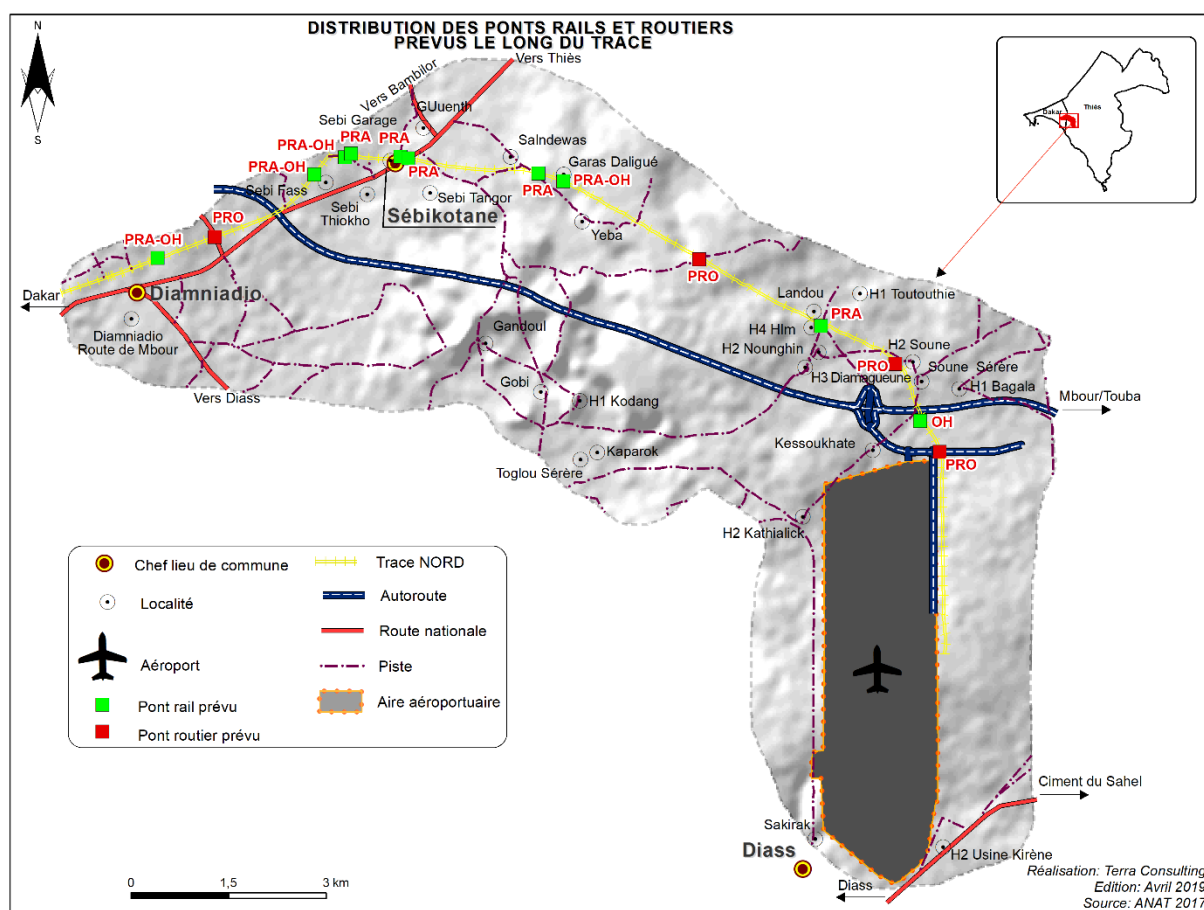 DISTRIBUTION DES PONTS RAILS ET ROUTIERS
PREVUS LE LONG DU TRACE
N
S
Vers Thiès
Vers Bambilor
GUuenth
Sebi Garage
PRA
PRA
PRA-OH
PRA
PRA-OH
Salndewas
Garas Daligué
PRA
PRA-OH
Sebi Fass
Sebi
Thiokho
Sebi Tangor
Sébikotane
Yeba
PRO
PRA-OH
PRO
Dakar
Diamniadio
Diamniadio
Route de Mbour
Vers Diass
Landou
H1 Toutouthie
PRA
H4 Hlm
H2 Nounghin
H2 Soune
PRO
Soune Sérère
H3 Diamagueune
H1 Bagala
Mbour/Touba
Gandoul
Gobi
H1 Kodang
OH
Kessoukhate
PRO
Kaparok
Toglou Sérère
H2 Kathialick
Dakar
Thiès
Chef lieu de commune
Localité
Aéroport
Pont rail prévu
Pont routier prévu
Trace NORD
Autoroute
Route nationale
Piste
Aire aéroportuaire
Ciment du Sahel
Sakirak
Diass
H2 Usine Kirène
Diass
0 1,5 3 km
Réalisation: Terra Consulting
Edition: Avril 2019
Source: ANAT 2017